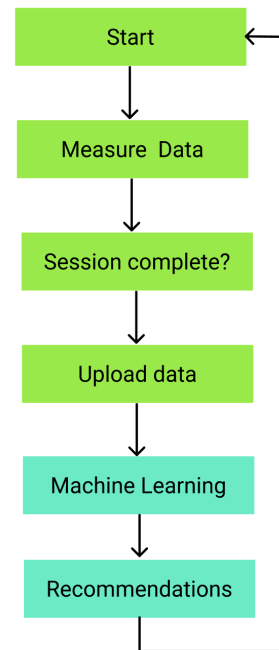 Start
Measure Data
Session complete?
Upload data
Machine Learning
Recommendations